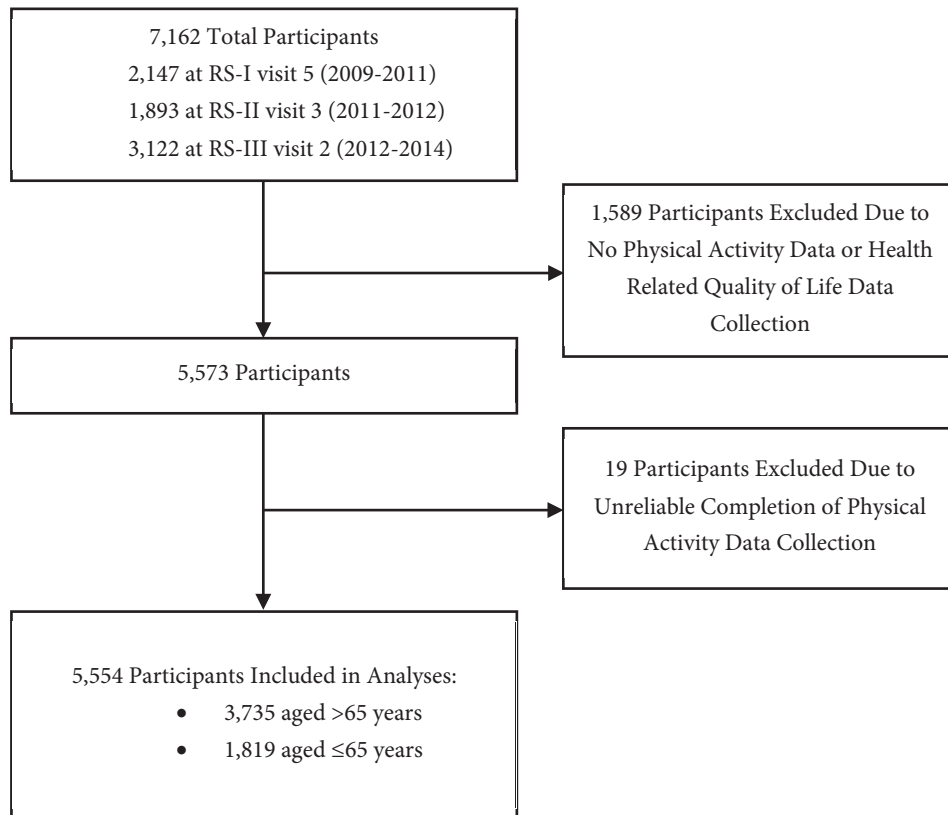 7,162 Total Participants
2,147 at RS-I visit 5 (2009-2011)
1,893 at RS-II visit 3 (2011-2012)
3,122 at RS-III visit 2 (2012-2014)
1,589 Participants Excluded Due to
No Physical Activity Data or Health
Related Quality of Life Data
Collection
5,573 Participants
19 Participants Excluded Due to
Unreliable Completion of Physical
Activity Data Collection
5,554 Participants Included in Analyses:
• 3,735 aged >65 years
• 1,819 aged ≤65 years